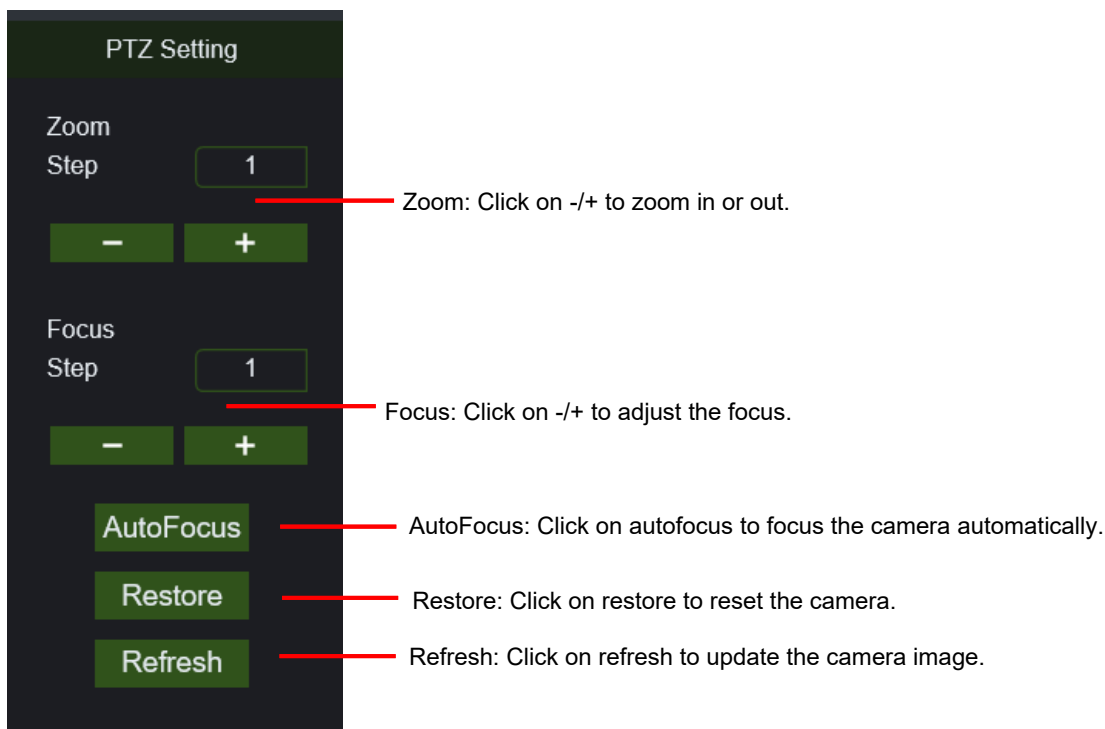 PTZ Setting
Zoom
Step 1
Zoom: Click on -/+ to zoom in or out.
− +
Focus
Step 1
Focus: Click on -/+ to adjust the focus.
− +
AutoFocus AutoFocus: Click on autofocus to focus the camera automatically.
Restore Restore: Click on restore to reset the camera.
Refresh Refresh: Click on refresh to update the camera image.